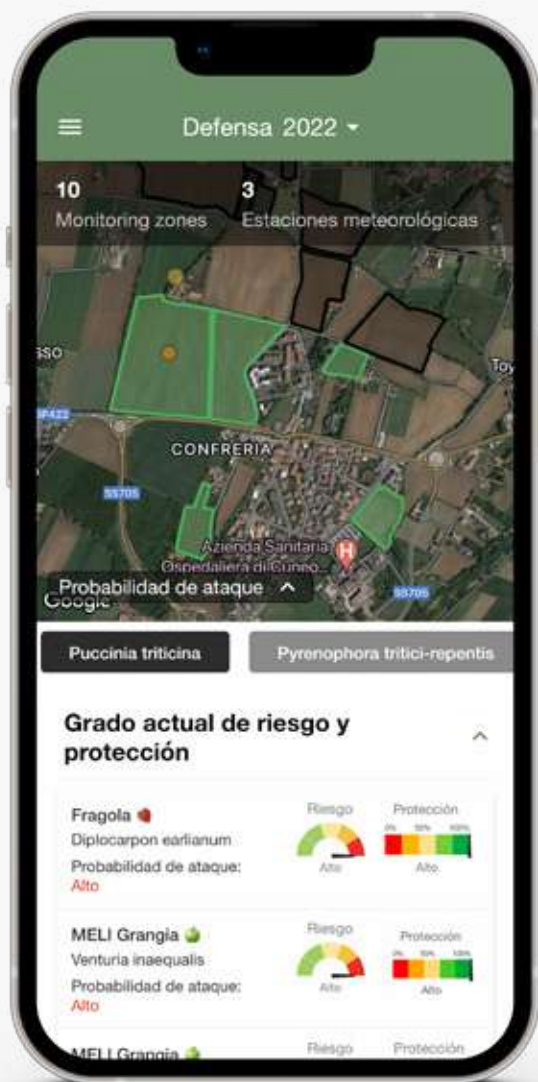 Defensa 2022
10
3
Monitoring zones
Estaciones meteorológicas
SSO
Toy
SP422
CONFRERIA
SS705
Azienda Sanitaria
Ospedaliera di Cuneo...
H
SS705
Probabilidad de ataque
Google
Puccinia triticina
Pyrenophora tritici-repentis
Grado actual de riesgo y
protección
Fragola
Riesgo
Protección
Diplocarpon earlianum
0% 50% 100%
Probabilidad de ataque:
Alto
Alto
Alto
MELI Grangia
Riesgo
Protección
Venturia inaequalis
0% 50% 100%
Probabilidad de ataque:
Alto
Alto
Alto
MELI Grangia
Riesgo
Protección